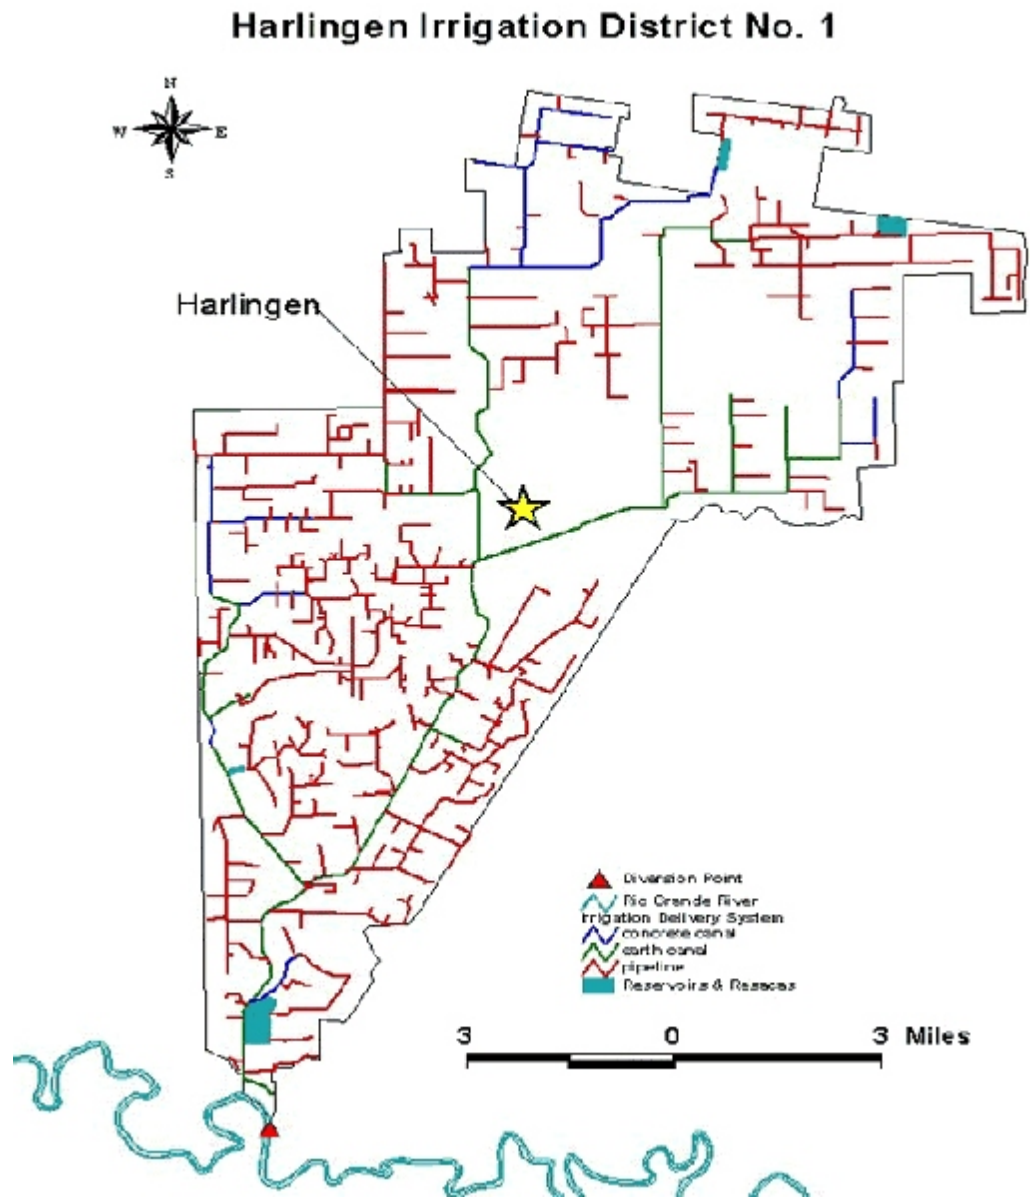 Harlingen Irrigation District No. 1
N
W E
S
Harlingen
Diversion Point
Rio Grande River
Irrigation Delivery System
concrete canal
earth canal
pipeline
Reservoirs & Resacas
3 0 3 Miles